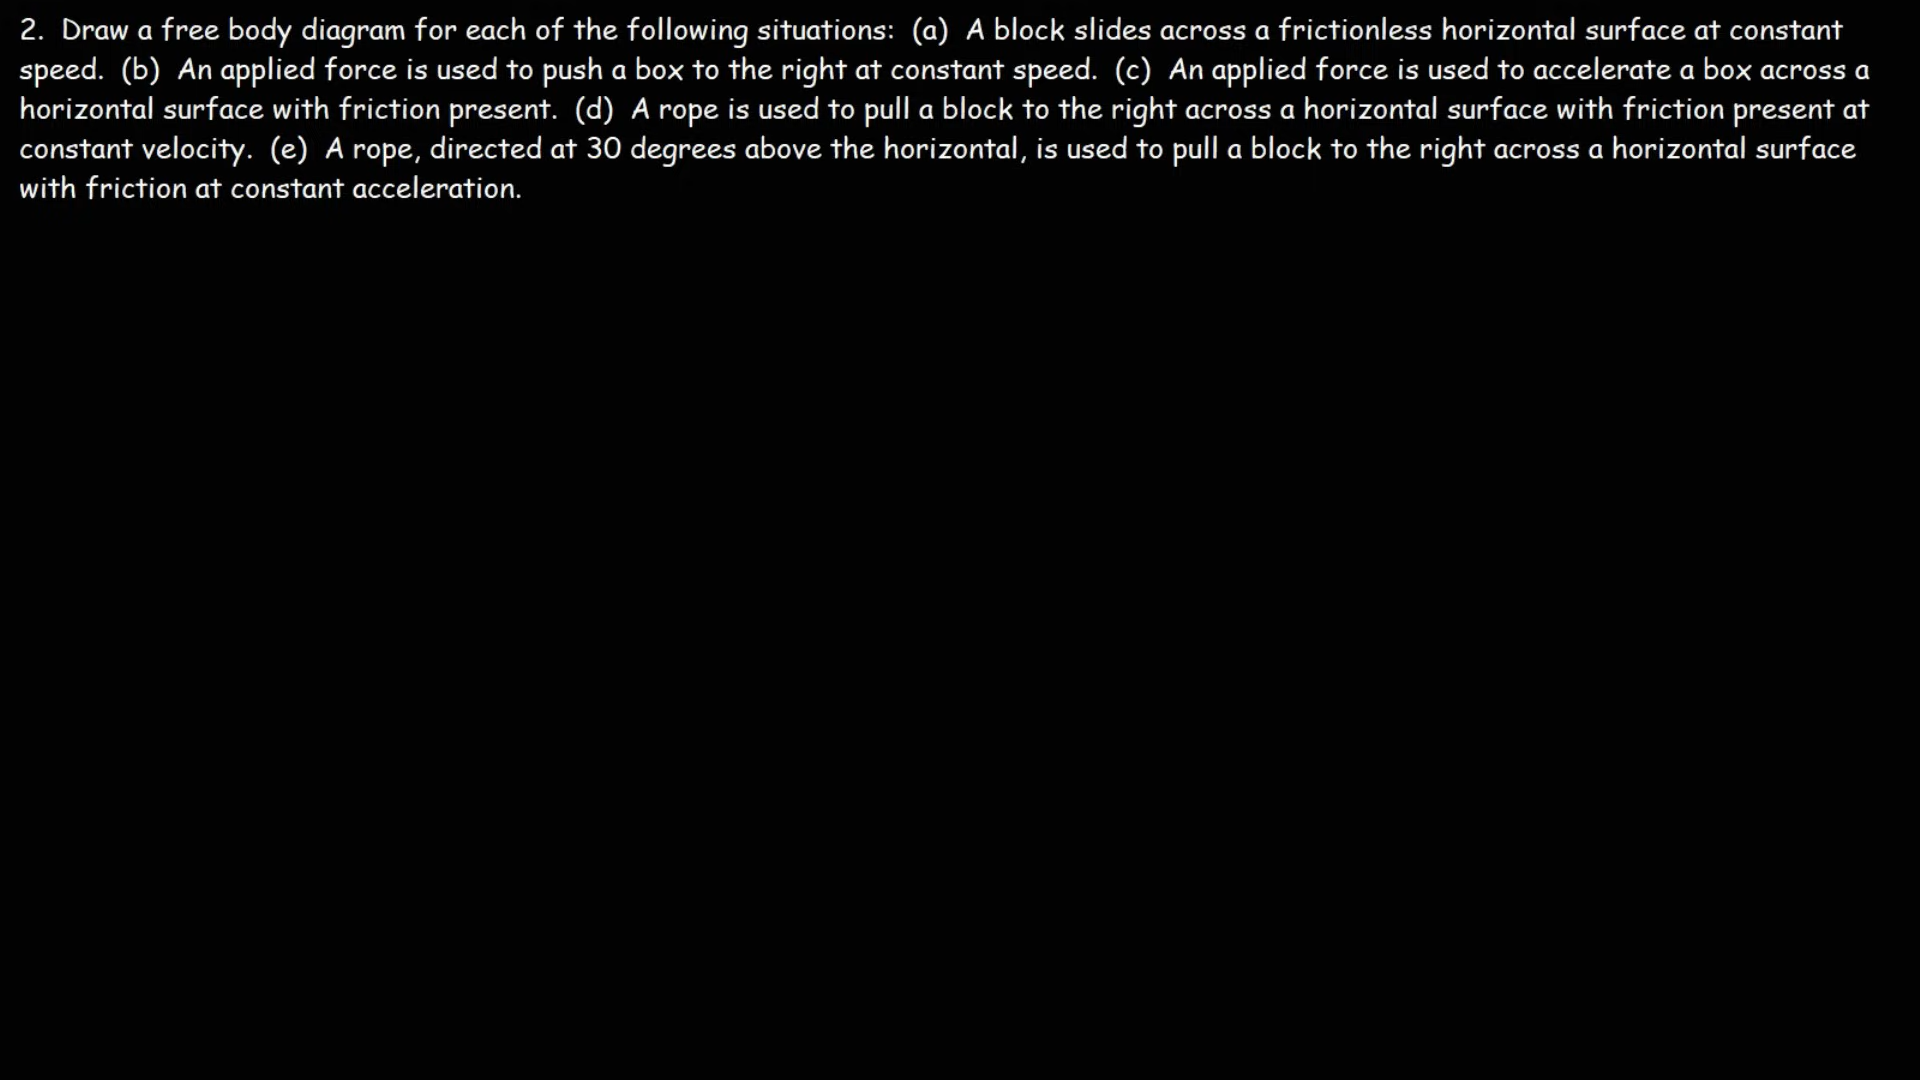 2.  Draw a free body diagram for each of the following situations:  (a)  A block slides across a frictionless horizontal surface at constant
speed.  (b)  An applied force is used to push a box to the right at constant speed.  (c)  An applied force is used to accelerate a box across a
horizontal surface with friction present.  (d)  A rope is used to pull a block to the right across a horizontal surface with friction present at
constant velocity.  (e)  A rope, directed at 30 degrees above the horizontal, is used to pull a block to the right across a horizontal surface
with friction at constant acceleration.